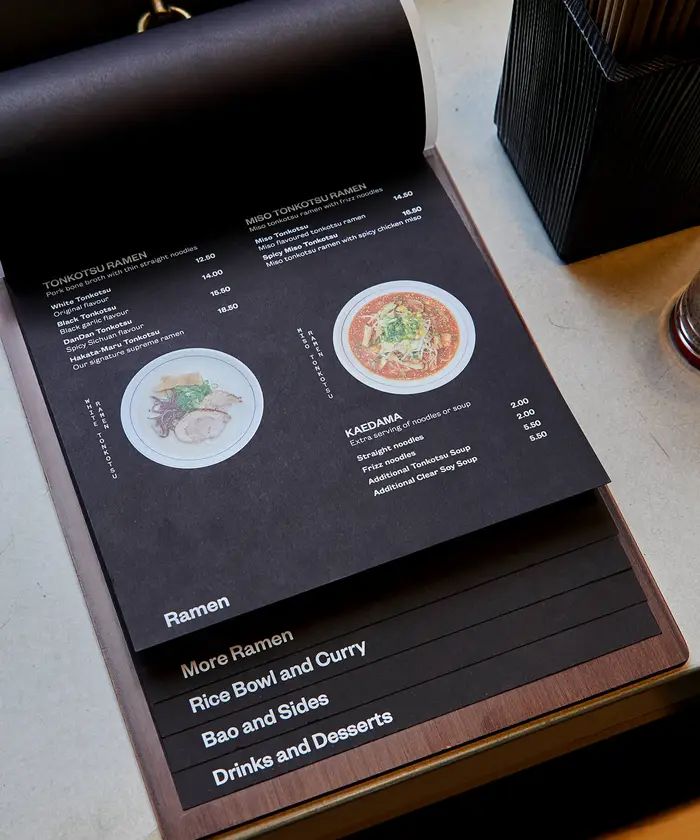 TONKOTSU RAMEN
Pork bone broth with thin straight noodles
White Tonkotsu 12.50
Original flavour
Black Tonkotsu 14.00
Black garlic flavour
DanDan Tonkotsu 15.50
Spicy Sichuan flavour
Hakata-Maru Tonkotsu 18.50
Our signature supreme ramen
WHITE TONKOTSU
RAMEN
MISO TONKOTSU RAMEN
Miso tonkotsu ramen with frizz noodles
Miso Tonkotsu 14.50
Miso flavoured tonkotsu ramen
Spicy Miso Tonkotsu 16.50
Miso tonkotsu ramen with spicy chicken miso
MISO TONKOTSU
RAMEN
KAEDAMA
Extra serving of noodles or soup
Straight noodles 2.00
Frizz noodles 2.00
Additional Tonkotsu Soup 5.50
Additional Clear Soy Soup 5.50
Ramen
More Ramen
Rice Bowl and Curry
Bao and Sides
Drinks and Desserts